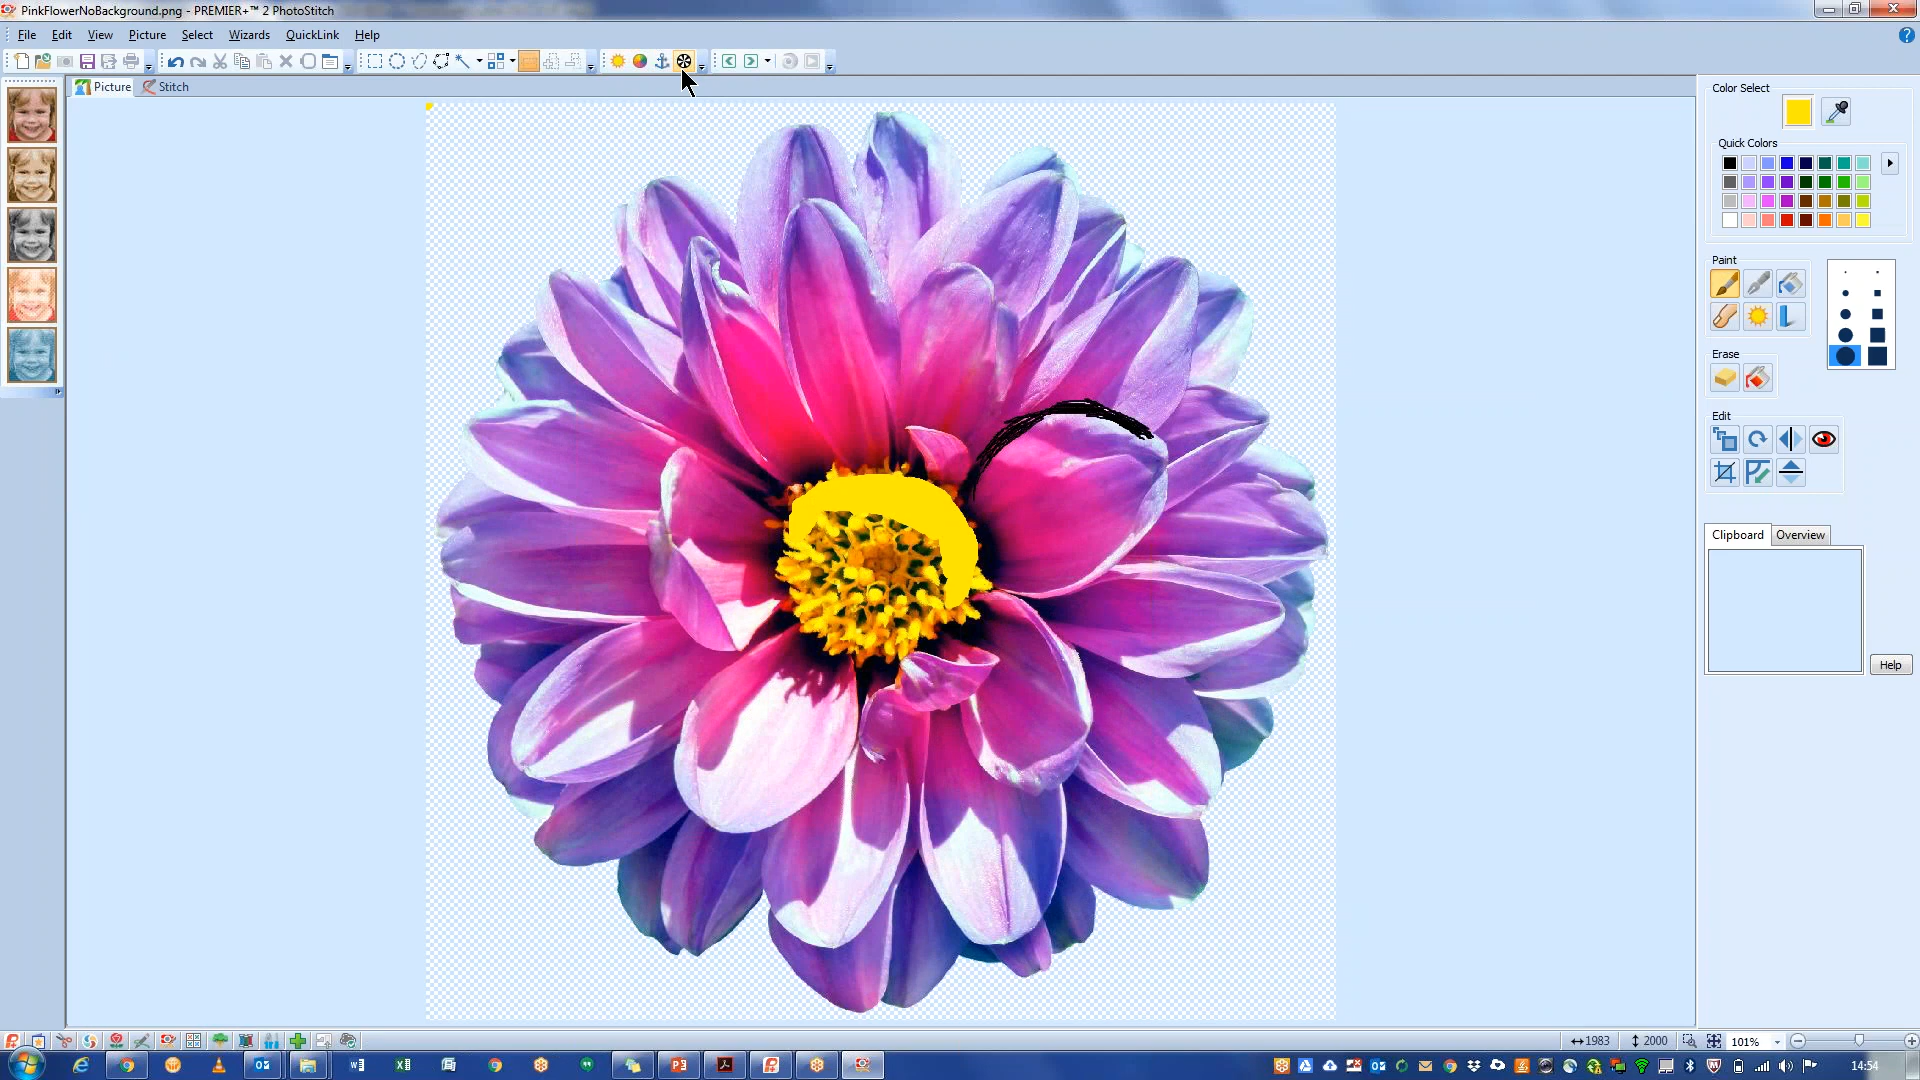 PinkFlowerNoBackground.png - PREMIER+™ 2 PhotoStitch
File Edit View Picture Select Wizards QuickLink Help
Picture Stitch
Color Select
Quick Colors
Paint
Erase
Edit
Clipboard Overview
Help
1983 2000 101%
14:54